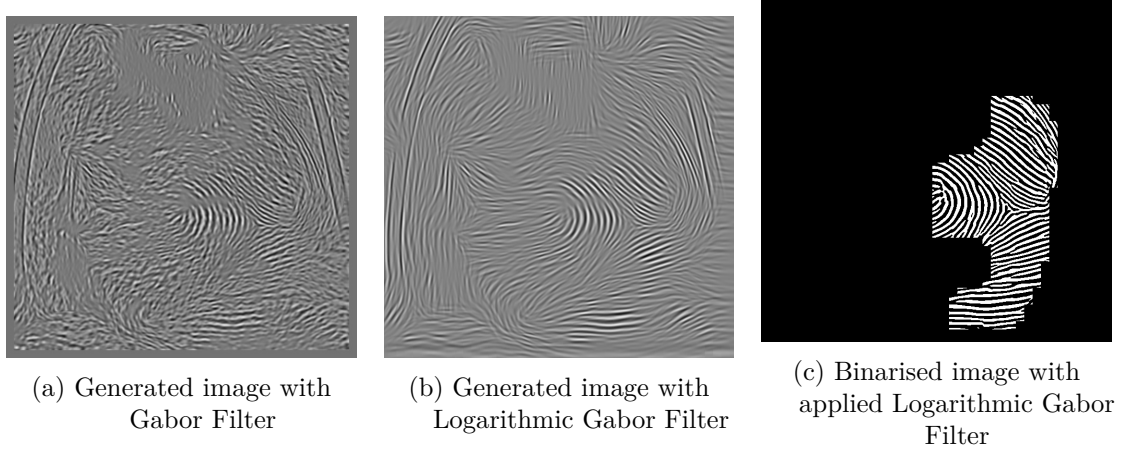 (a) Generated image with
Gabor Filter
(b) Generated image with
Logarithmic Gabor Filter
(c) Binarised image with
applied Logarithmic Gabor
Filter